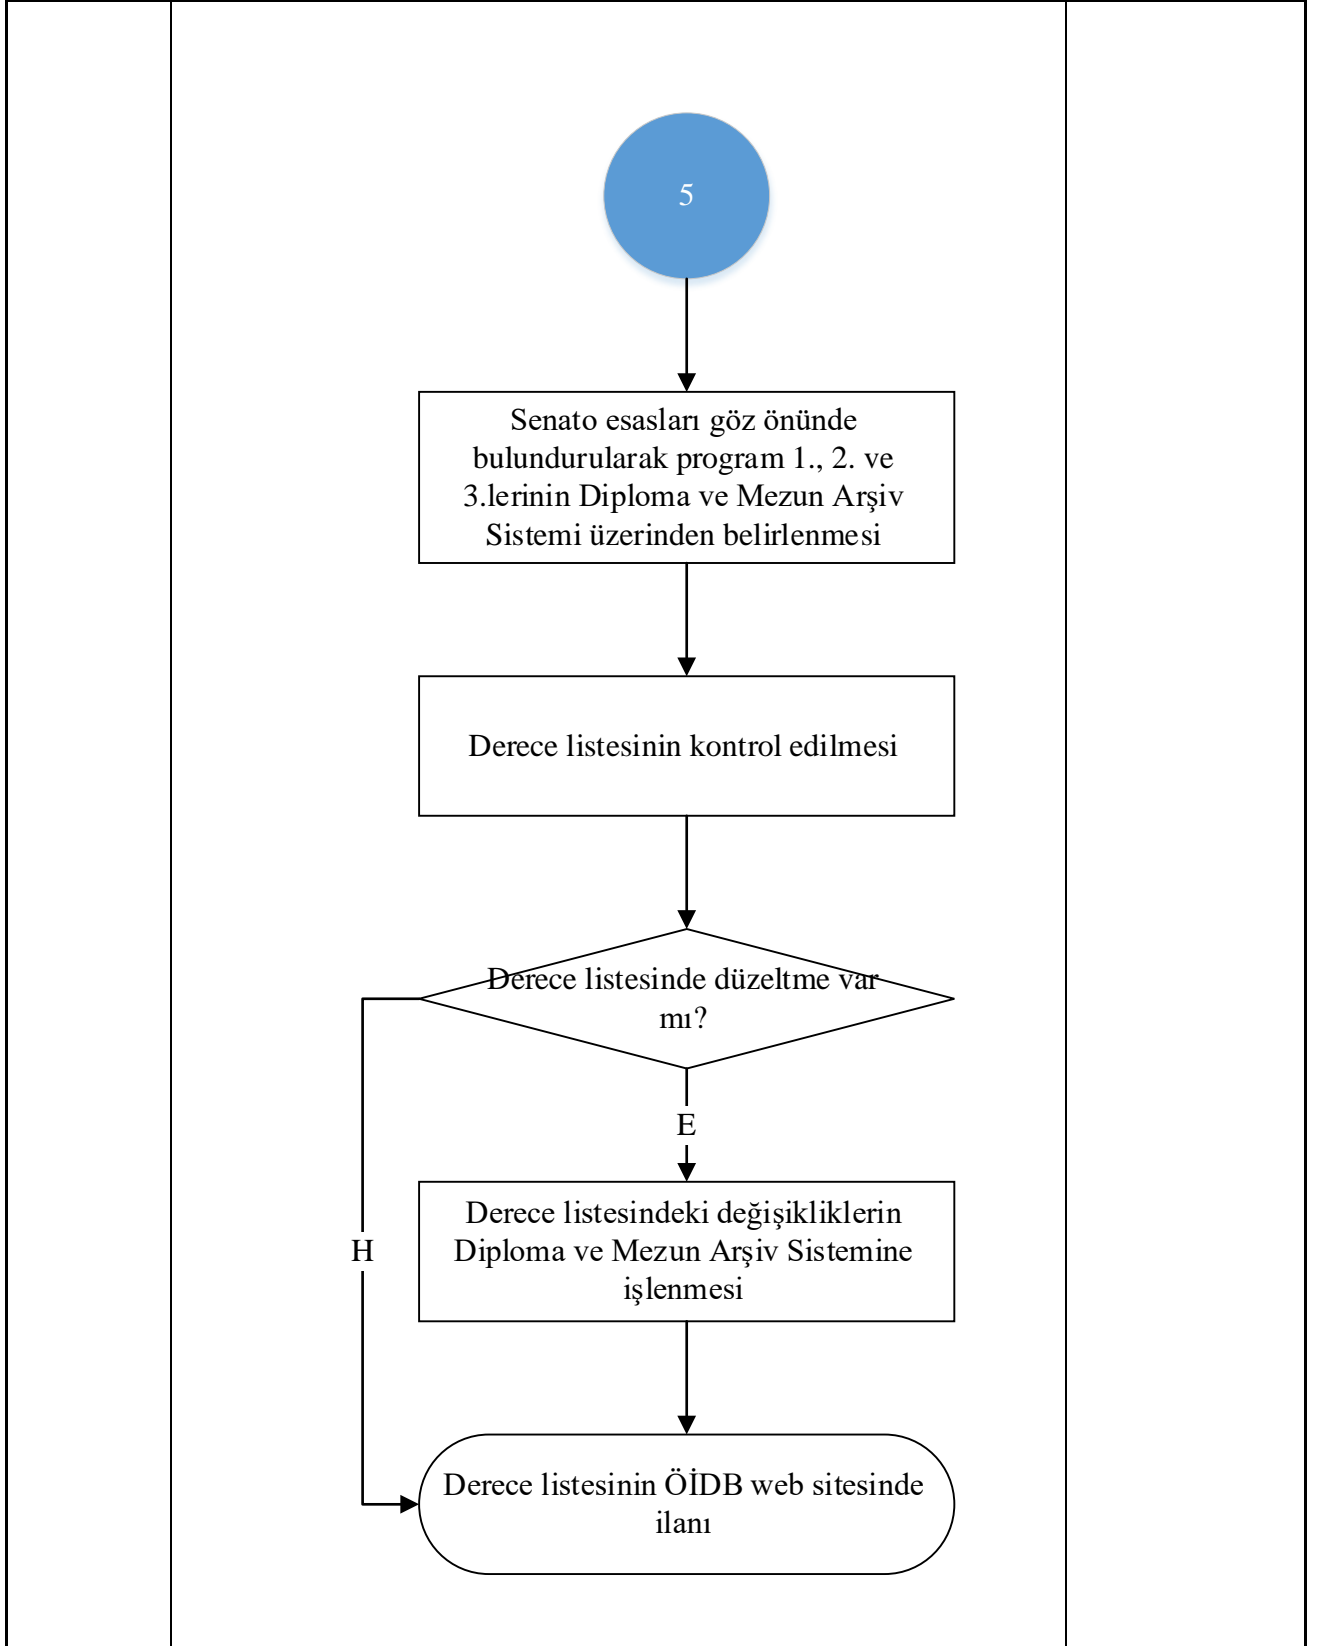 5
Senato esasları göz önünde
bulundurularak program 1., 2. ve
3.lerinin Diploma ve Mezun Arşiv
Sistemi üzerinden belirlenmesi
Derece listesinin kontrol edilmesi
Derece listesinde düzeltme var
mı?
E
Derece listesindeki değişikliklerin
Diploma ve Mezun Arşiv Sistemine
işlenmesi
H
Derece listesinin ÖİDB web sitesinde
ilanı